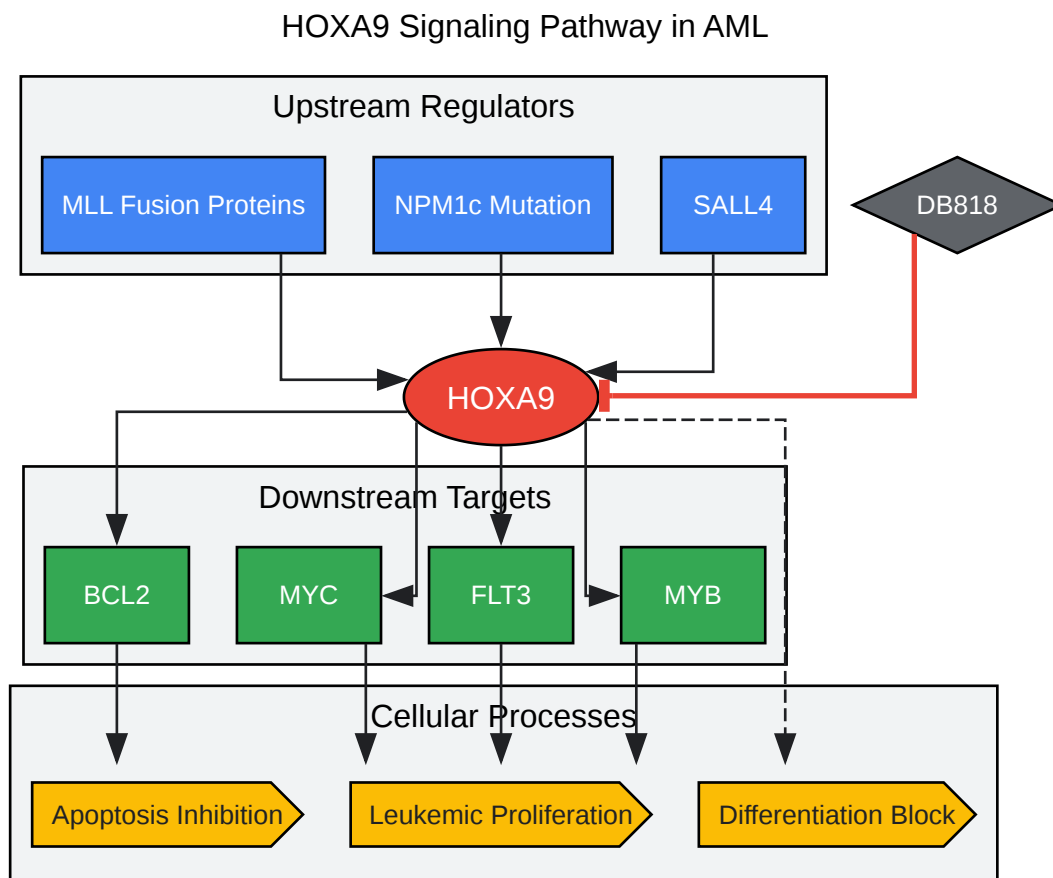 HOXA9 Signaling Pathway in AML
Upstream Regulators
MLL Fusion Proteins
NPM1c Mutation
SALL4
DB818
HOXA9
Downstream Targets
BCL2
MYC
FLT3
MYB
Cellular Processes
Apoptosis Inhibition
Leukemic Proliferation
Differentiation Block